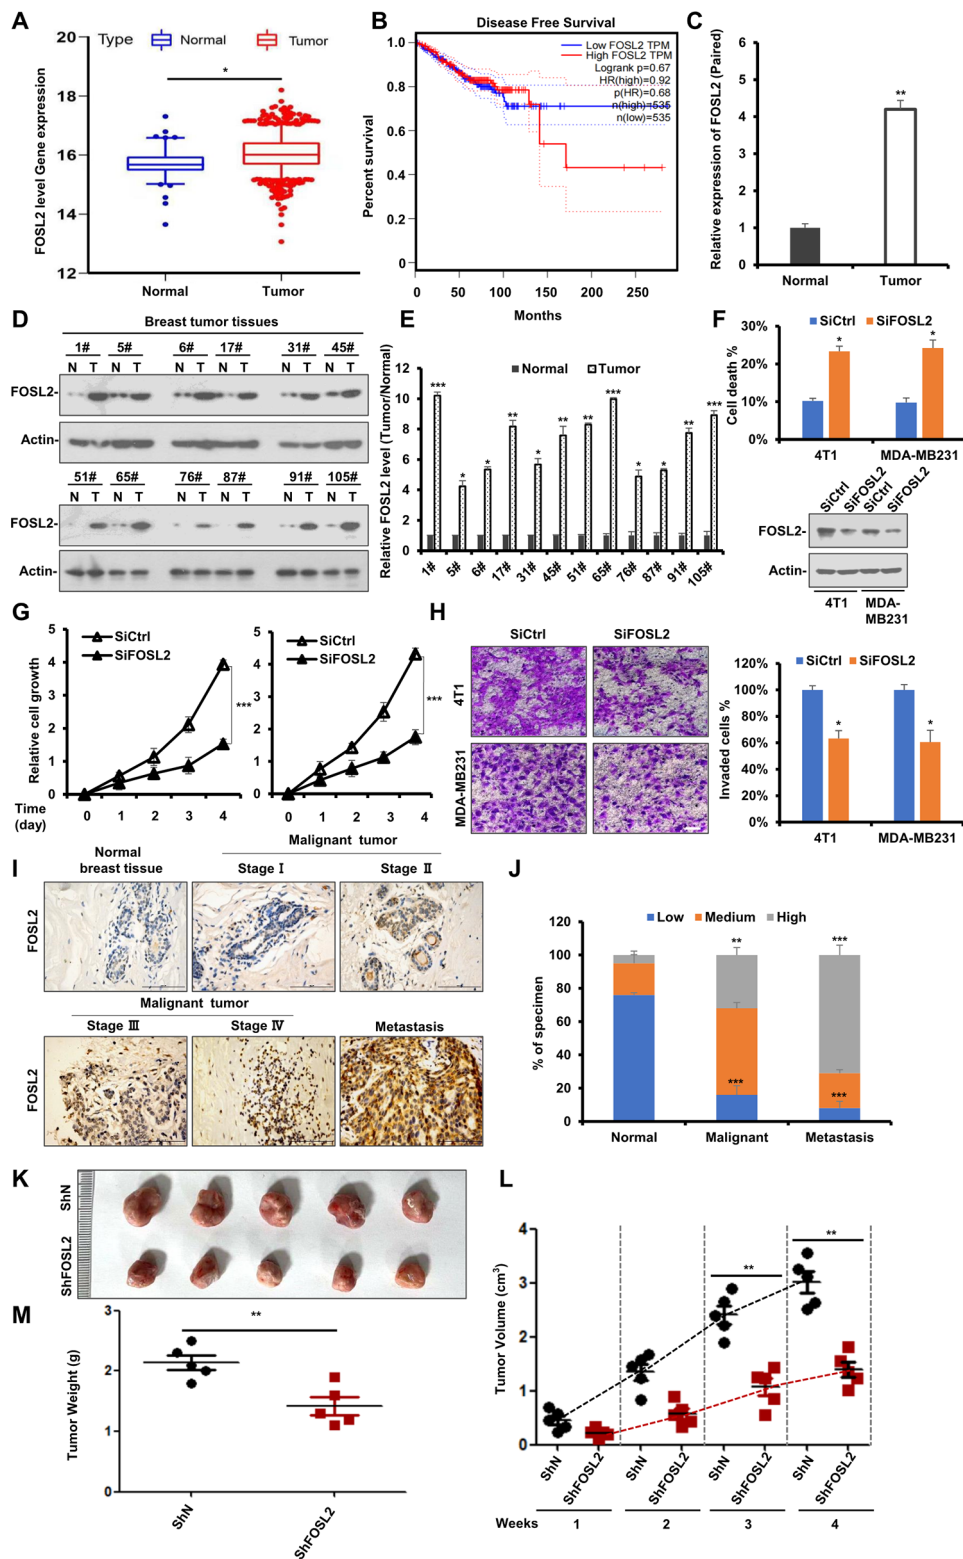 A
FOSL2 level Gene expression
20
18
16
14
12
Type Normal Tumor
*
Normal Tumor
B
Disease Free Survival
Percent survival
1.0
0.8
0.6
0.4
0.2
0
Low FOSL2 TPM
High FOSL2 TPM
Logrank p=0.67
HR(high)=0.92
p(HR)=0.68
n(high)=535
n(low)=535
0 50 100 150 200 250
Months
C
Relative expression of FOSL2 (Paired)
6
5
4
3
2
1
0
**
Normal Tumor
D
Breast tumor tissues
1# 5# 6# 17# 31# 45#
N T N T N T N T N T N T
FOSL2-
Actin-
51# 65# 76# 87# 91# 105#
N T N T N T N T N T N T
FOSL2-
Actin-
E
Relative FOSL2 level (Tumor/Normal)
12
10
8
6
4
2
0
Normal Tumor
*** * * ** * ** ** *** * * ** ***
1# 5# 6# 17# 31# 45# 51# 65# 76# 87# 91# 105#
F
SiCtrl SiFOSL2
Cell death %
30%
20%
10%
0%
* *
4T1 MDA-MB231
SiCtrl SiFOSL2 SiCtrl SiFOSL2
FOSL2-
Actin-
4T1 MDA-
MB231
G
Relative cell growth
5
4
3
2
1
0
SiCtrl
SiFOSL2
***
0 1 2 3 4
5
4
3
2
1
0
SiCtrl
SiFOSL2
***
0 1 2 3 4
Time
(day)
H
SiCtrl SiFOSL2
4T1
MDA-MB231
Invaded cells %
120%
100%
80%
60%
40%
20%
0%
SiCtrl SiFOSL2
* *
4T1 MDA-MB231
I
Normal
breast tissue
Malignant tumor
Stage Ⅰ Stage Ⅱ
FOSL2
Malignant tumor
Stage Ⅲ Stage Ⅳ Metastasis
FOSL2
J
% of specimen
120
100
80
60
40
20
0
Low Medium High
** ***
*** ***
Normal Malignant Metastasis
K
ShN
ShFOSL2
L
Tumor Volume (cm³)
4
3
2
1
0
** **
ShN ShFOSL2 ShN ShFOSL2 ShN ShFOSL2 ShN ShFOSL2
Weeks 1 2 3 4
M
Tumor Weight (g)
3
2
1
0
**
ShN ShFOSL2